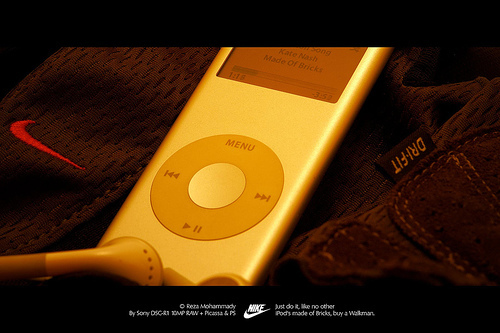 Song
Kate Nash
Made Of Bricks
MENU
DRI-FIT
© Reza Mohammady
By Sony DSC-R1 10MP RAW + Picassa & PS
NIKE
Just do it, like no other
iPod's made of Bricks, buy a Walkman.